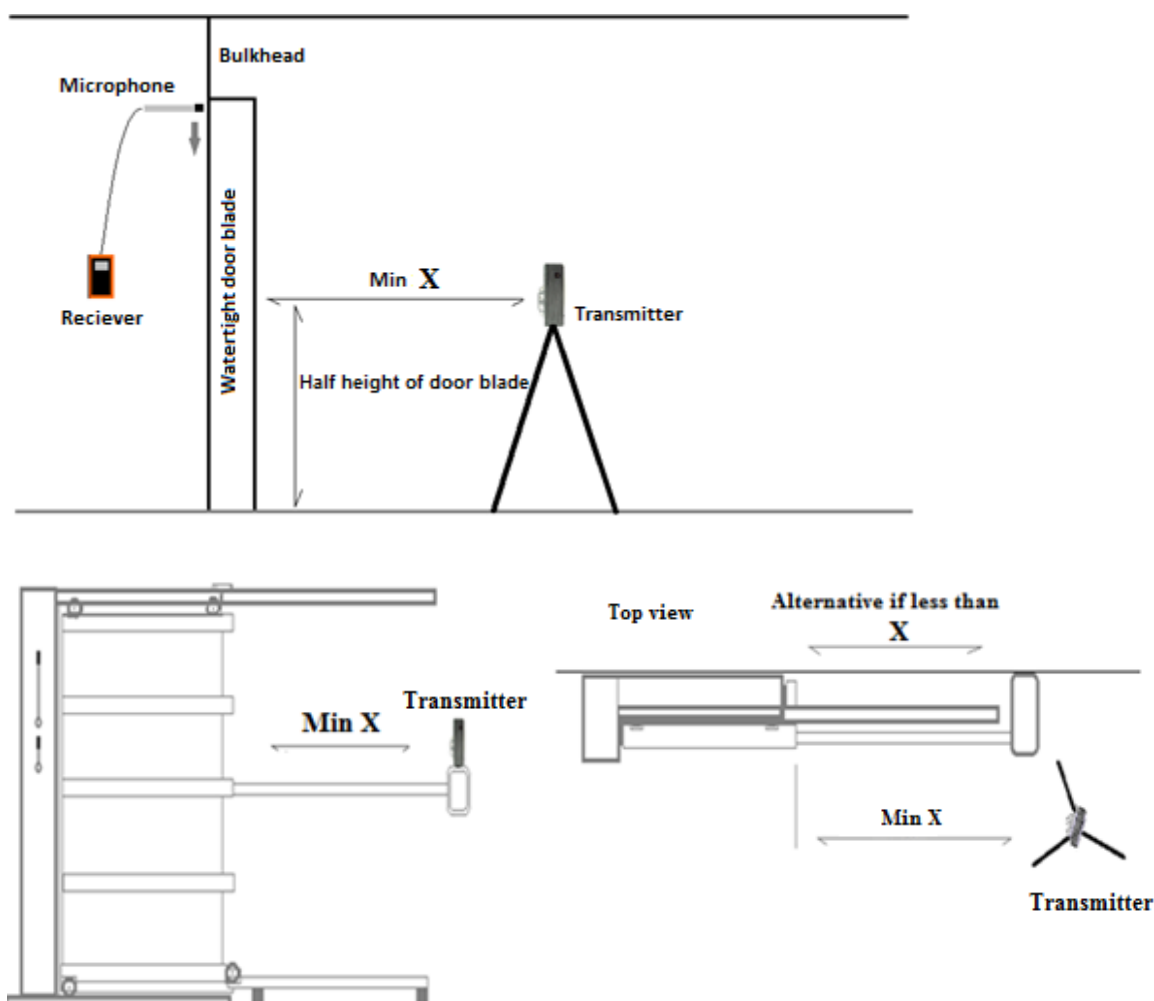 Bulkhead
Microphone
Watertight door blade
Min X
Reciever
Transmitter
Half height of door blade
Top view
Alternative if less than
X
Transmitter
Min X
Min X
Transmitter